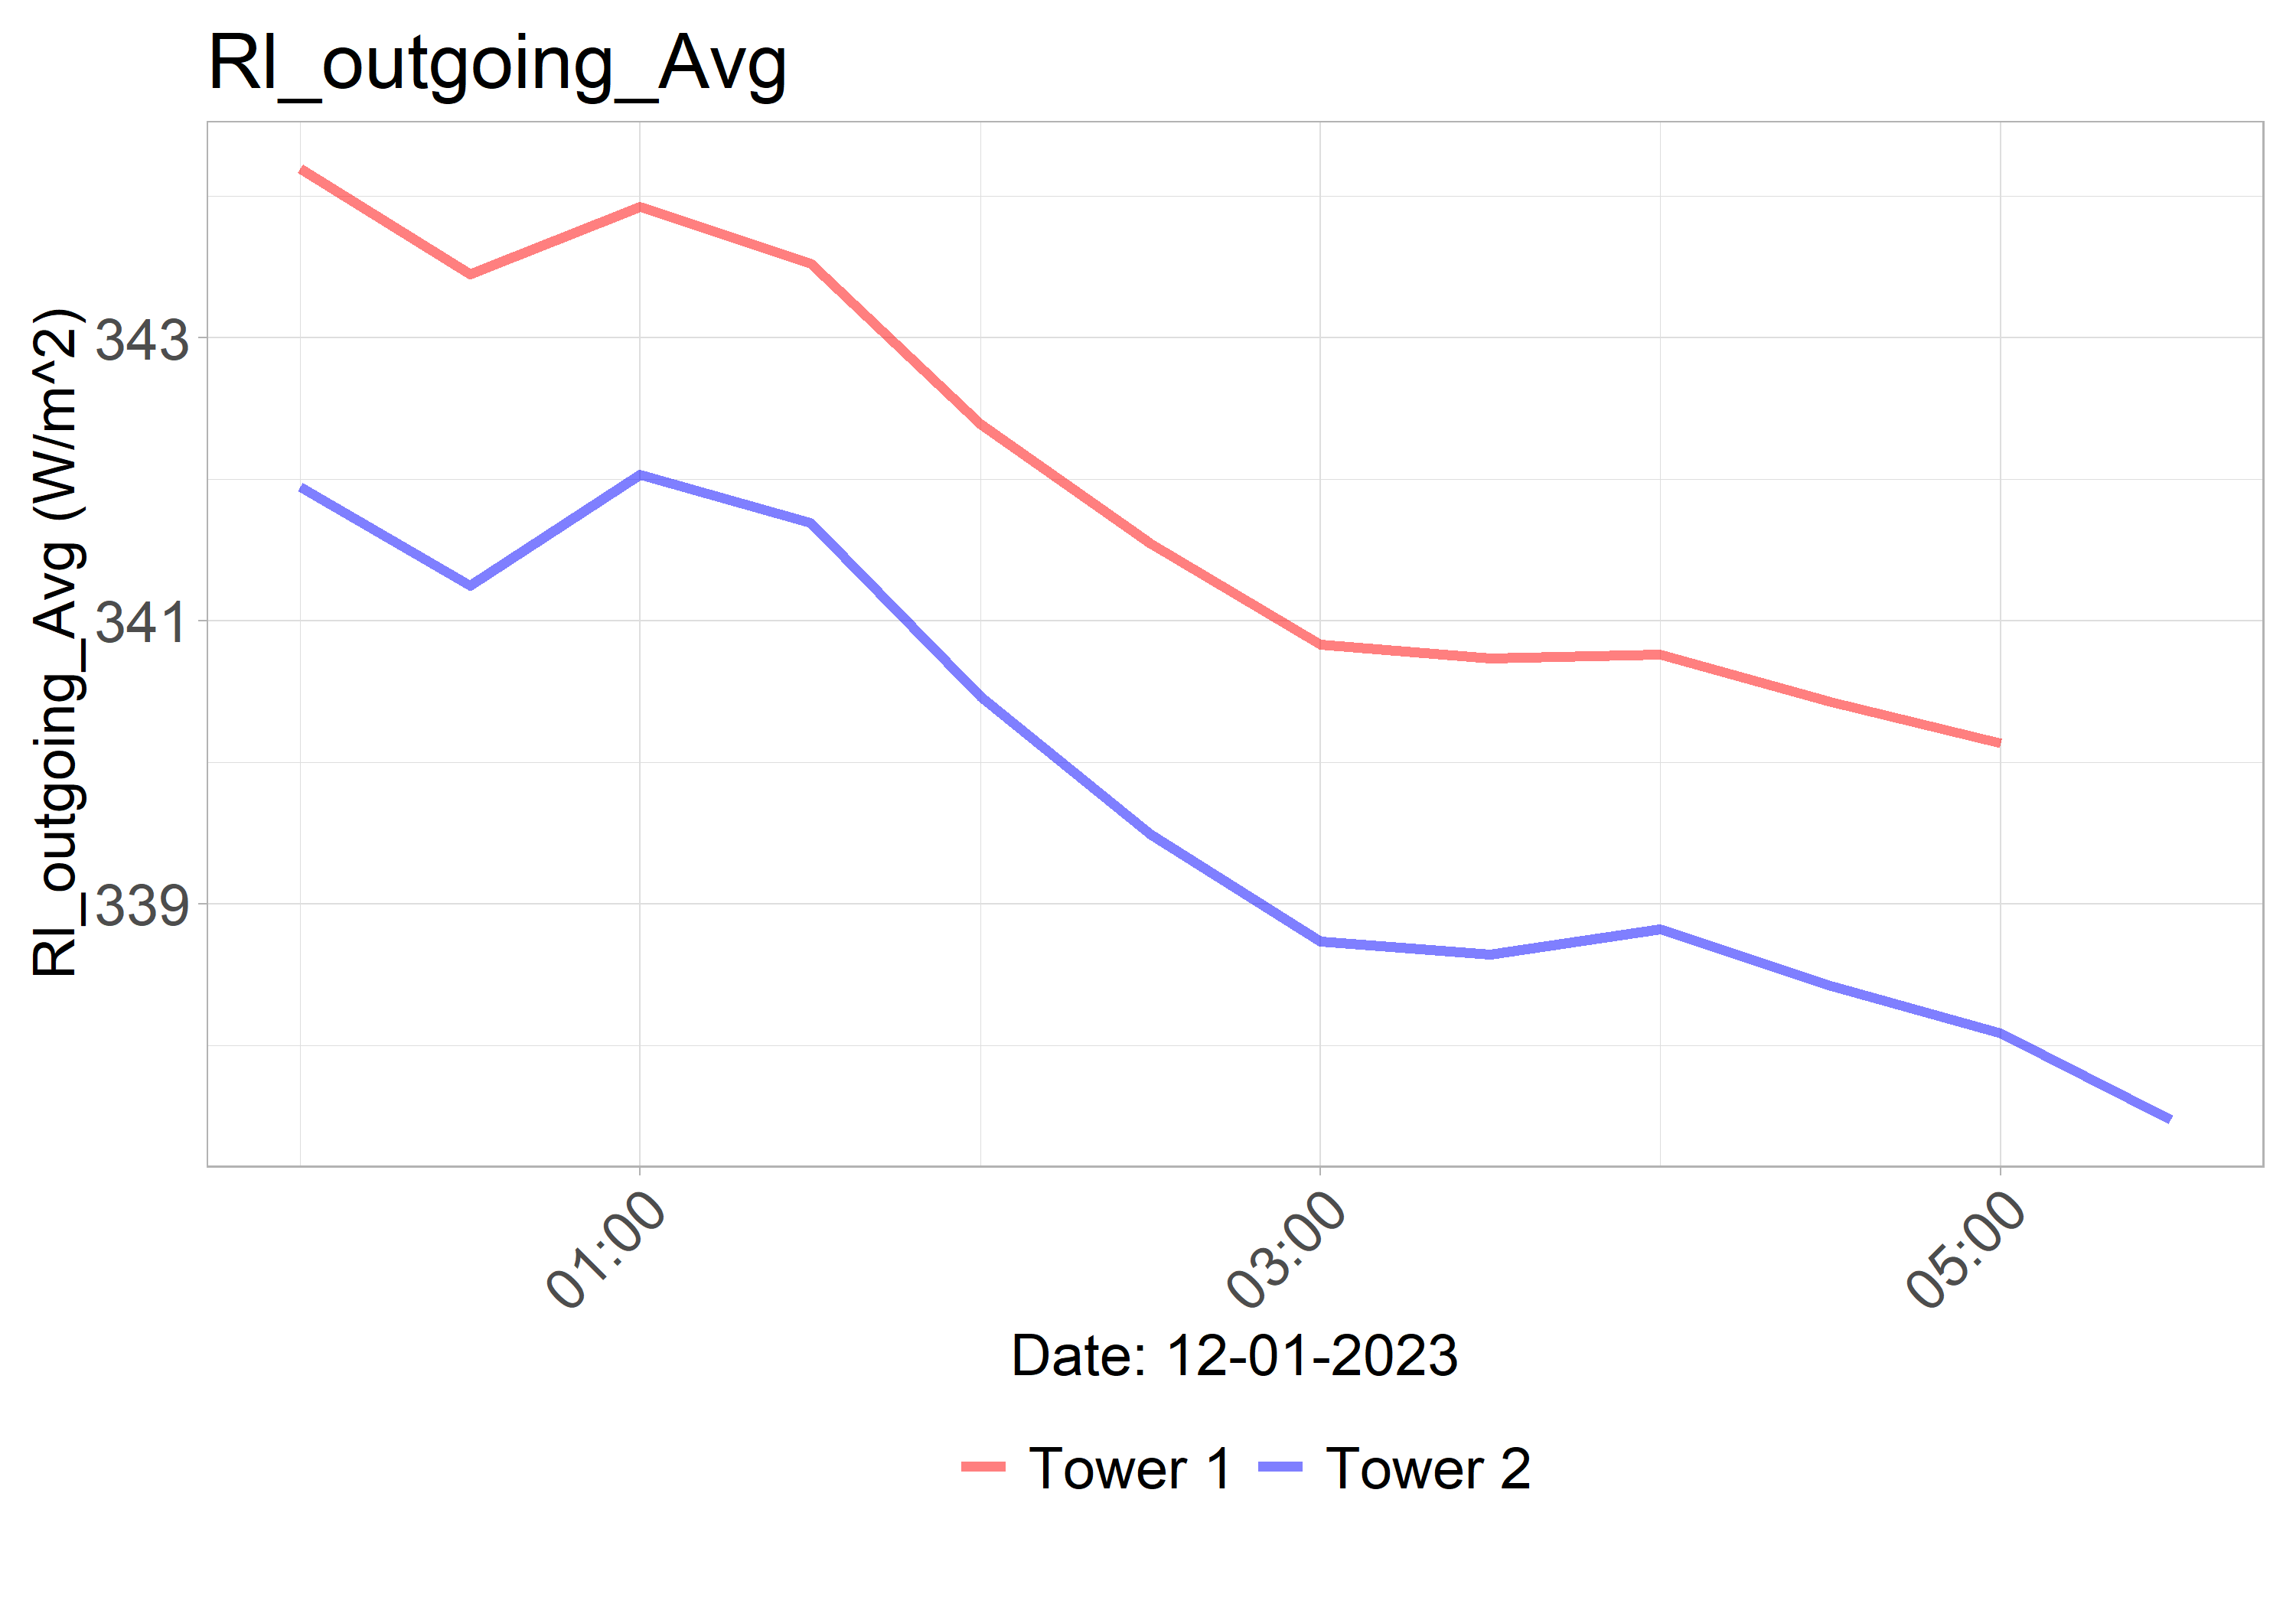 Rl_outgoing_Avg
Rl_outgoing_Avg (W/m^2)
343
341
339
01:00
03:00
05:00
Date: 12-01-2023
Tower 1
Tower 2